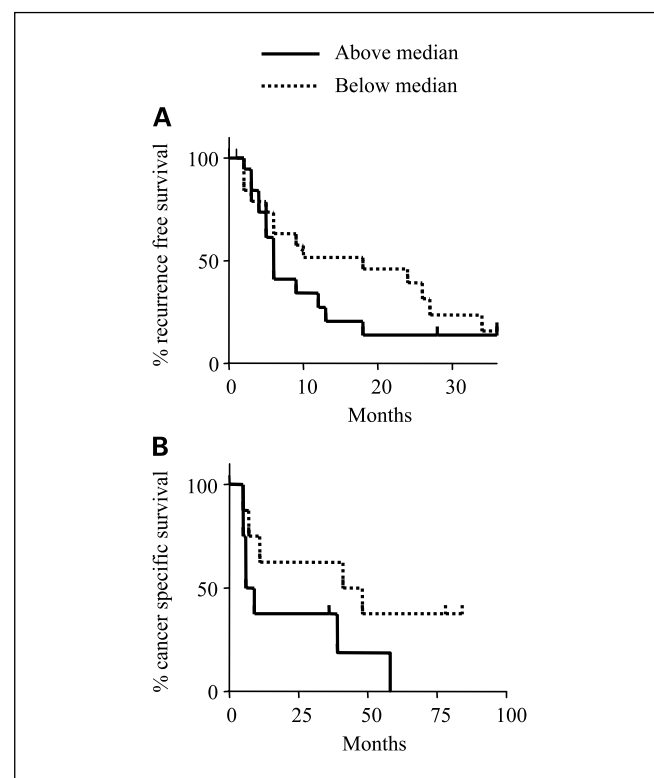 Above median
Below median
A
% recurrence free survival
100
50
0
0 10 20 30
Months
B
% cancer specific survival
100
50
0
0 25 50 75 100
Months